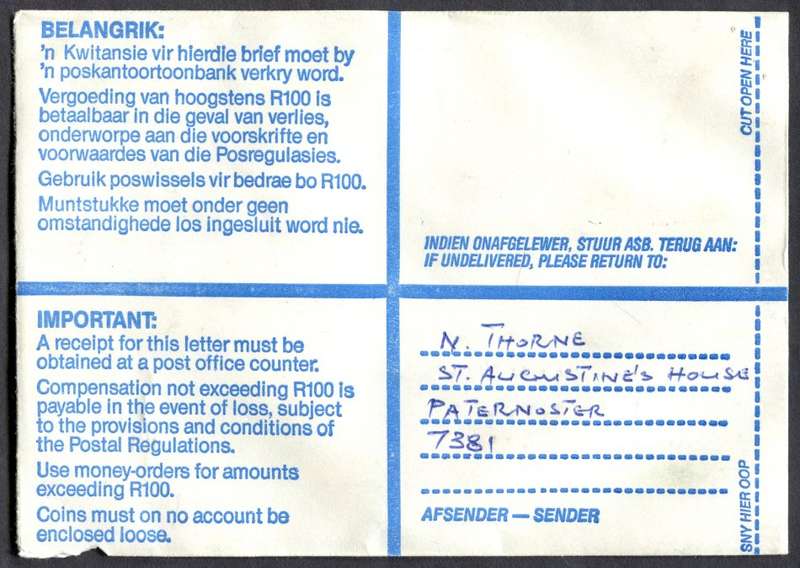 BELANGRIK:
'n Kwitansie vir hierdie brief moet by
'n poskantoortoonbank verkry word.
Vergoeding van hoogstens R100 is
betaalbaar in die geval van verlies,
onderworpe aan die voorskrifte en
voorwaardes van die Posregulasies.
Gebruik poswissels vir bedrae bo R100.
Muntstukke moet onder geen
omstandighede los ingesluit word nie.
CUT OPEN HERE
INDIEN ONAFGELEWER, STUUR ASB. TERUG AAN:
IF UNDELIVERED, PLEASE RETURN TO:
IMPORTANT:
A receipt for this letter must be
obtained at a post office counter.
Compensation not exceeding R100 is
payable in the event of loss, subject
to the provisions and conditions of
the Postal Regulations.
Use money-orders for amounts
exceeding R100.
Coins must on no account be
enclosed loose.
N. THORNE
ST. AUGUSTINE'S HOUSE
PATERNOSTER
7381
AFSENDER — SENDER
SNY HIER OOP